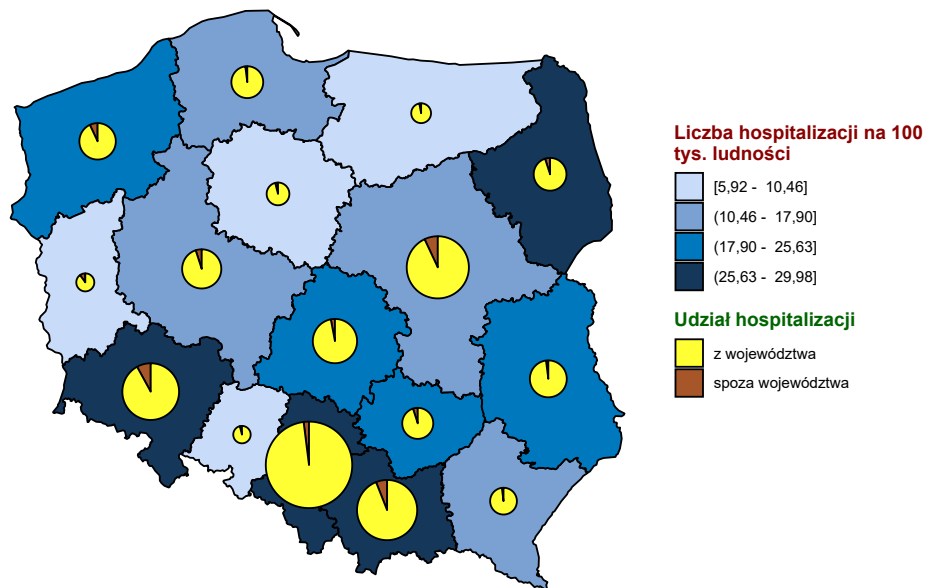 Liczba hospitalizacji na 100
tys. ludności
[5,92 - 10,46]
(10,46 - 17,90]
(17,90 - 25,63]
(25,63 - 29,98]
Udział hospitalizacji
z województwa
spoza województwa